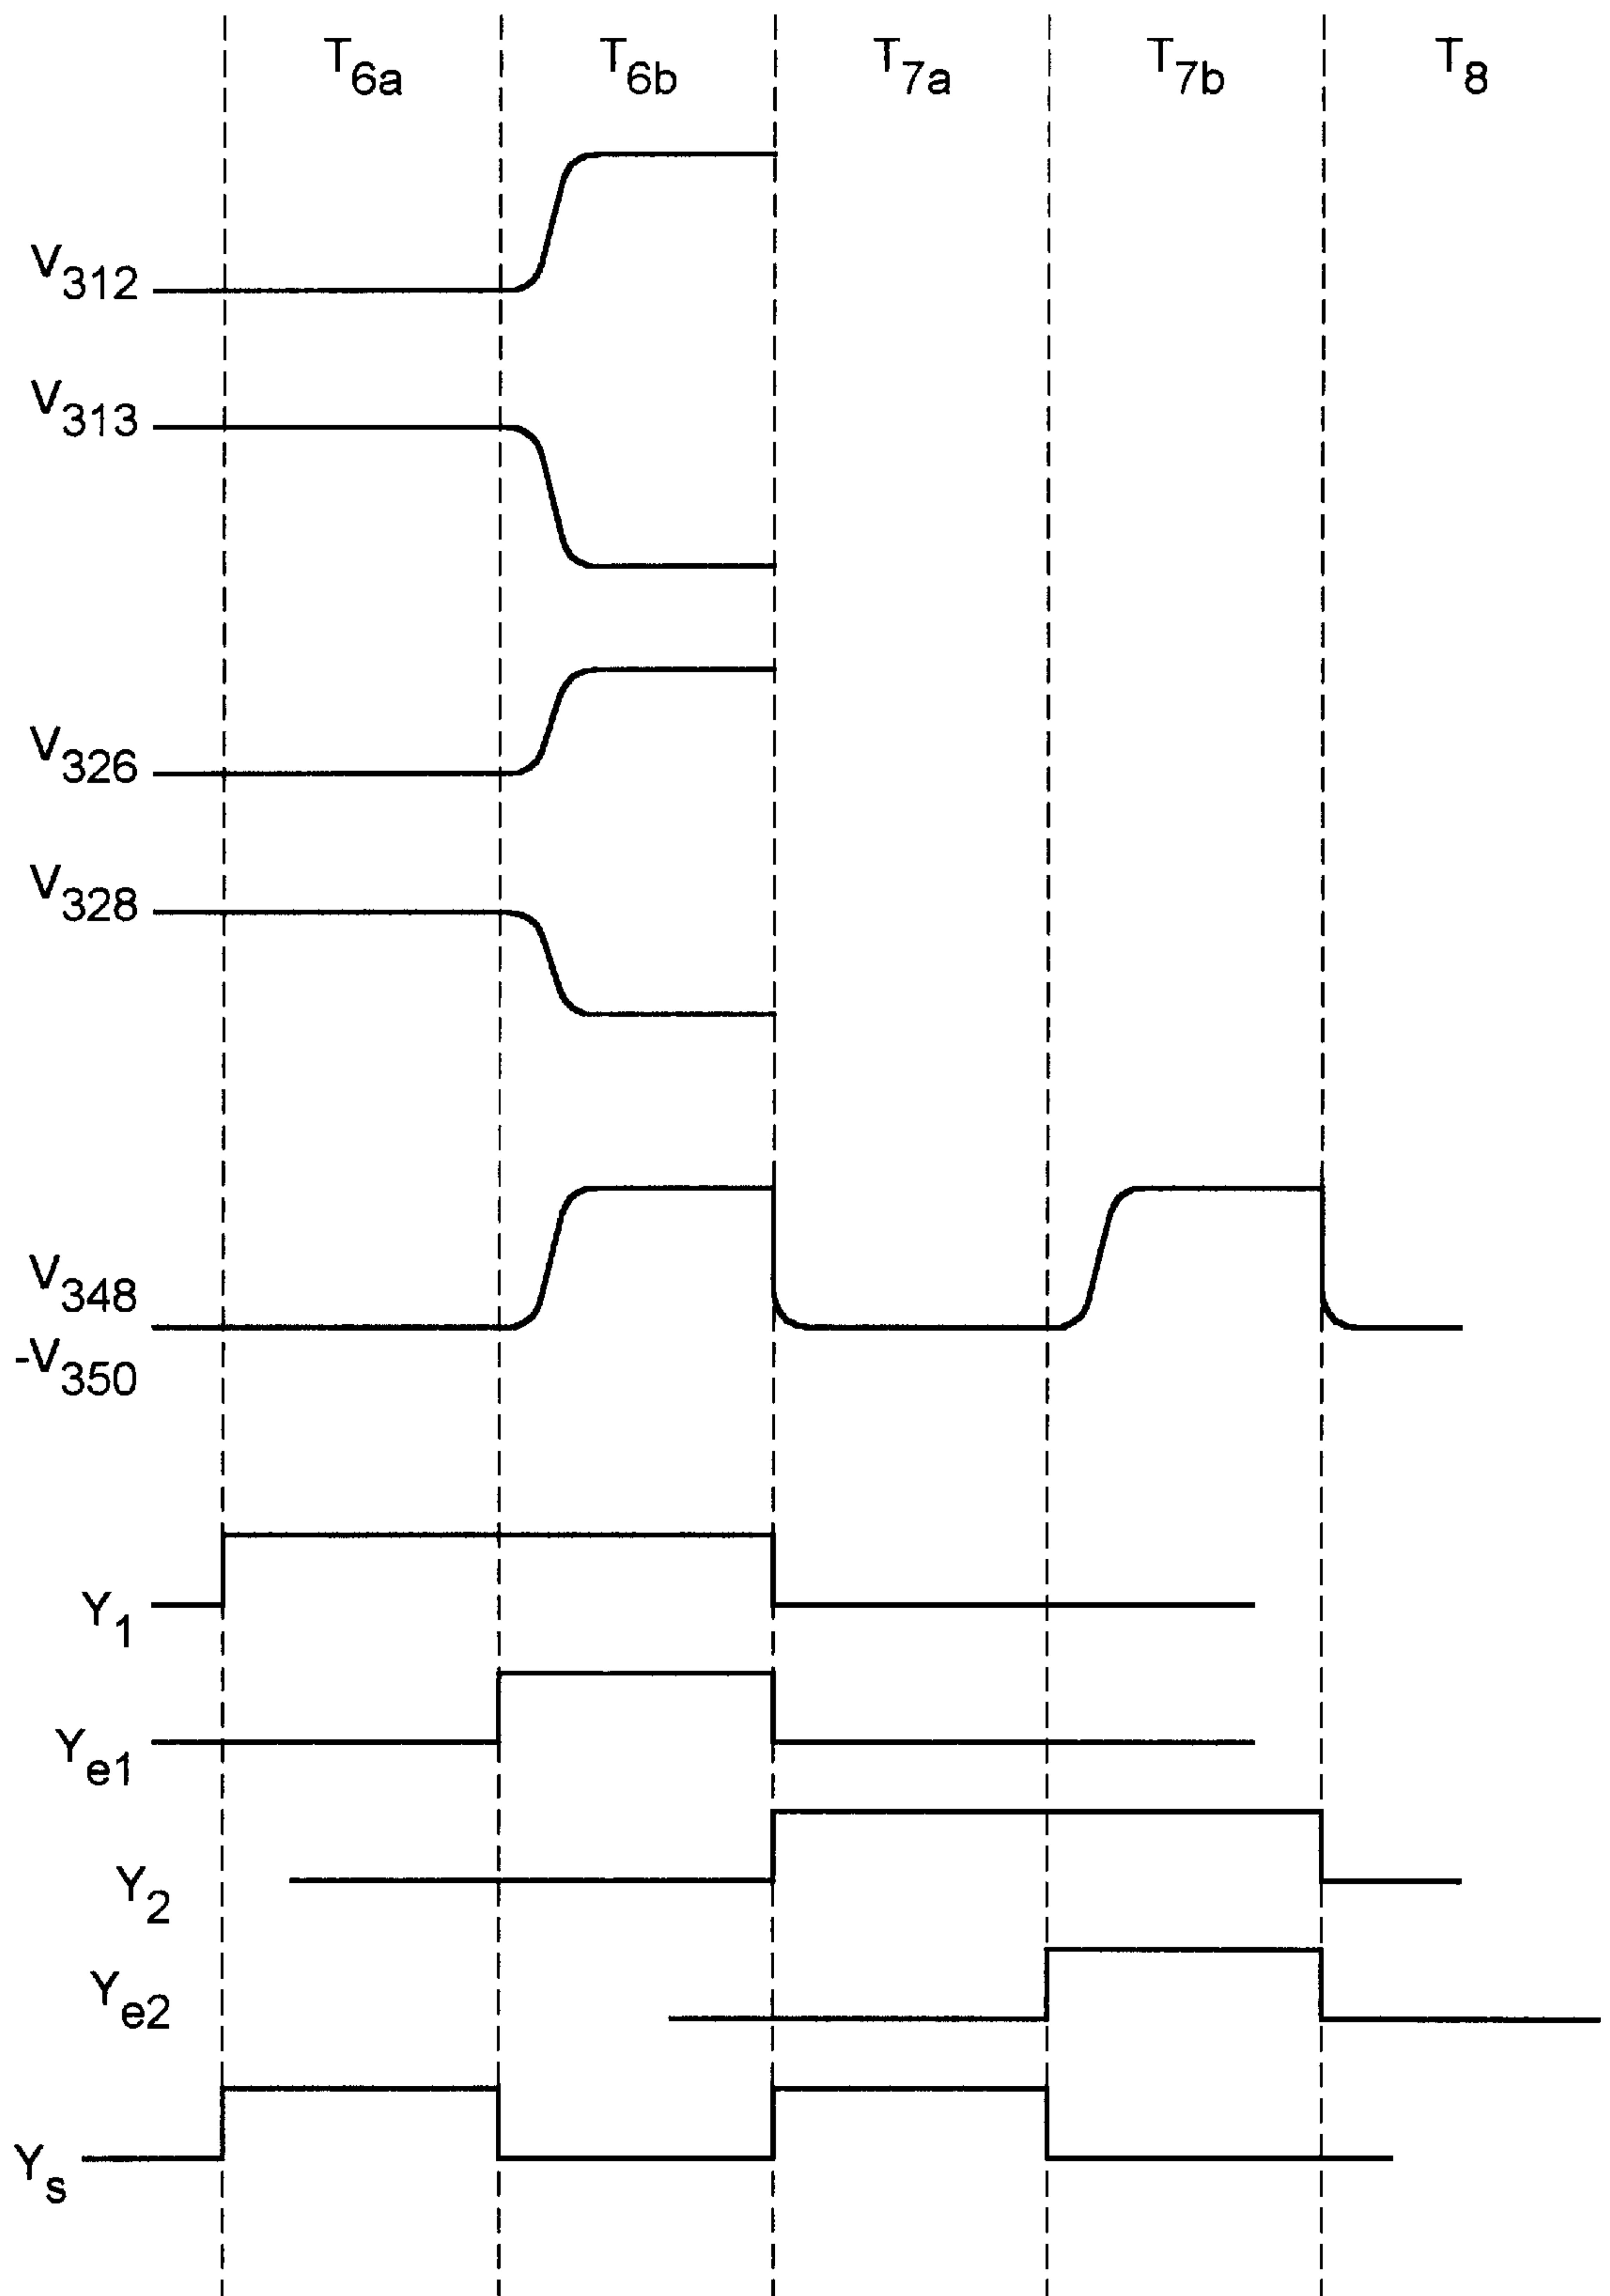 T6a T6b T7a T7b T8
V312
V313
V326
V328
V348
-V350
Y1
Ye1
Y2
Ye2
Ys